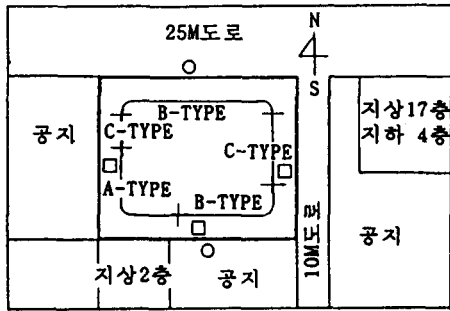 25M도로
N
S
B-TYPE
C-TYPE
공지
지상17층
지하 4층
C-TYPE
A-TYPE
B-TYPE
10M도로
공지
지상2층
공지